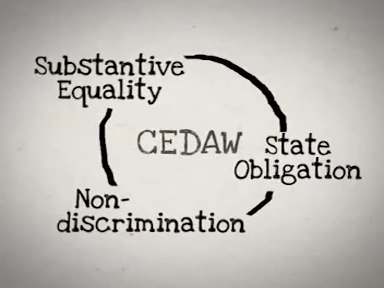 Substantive
Equality
CEDAW
State
Obligation
Non-
discrimination